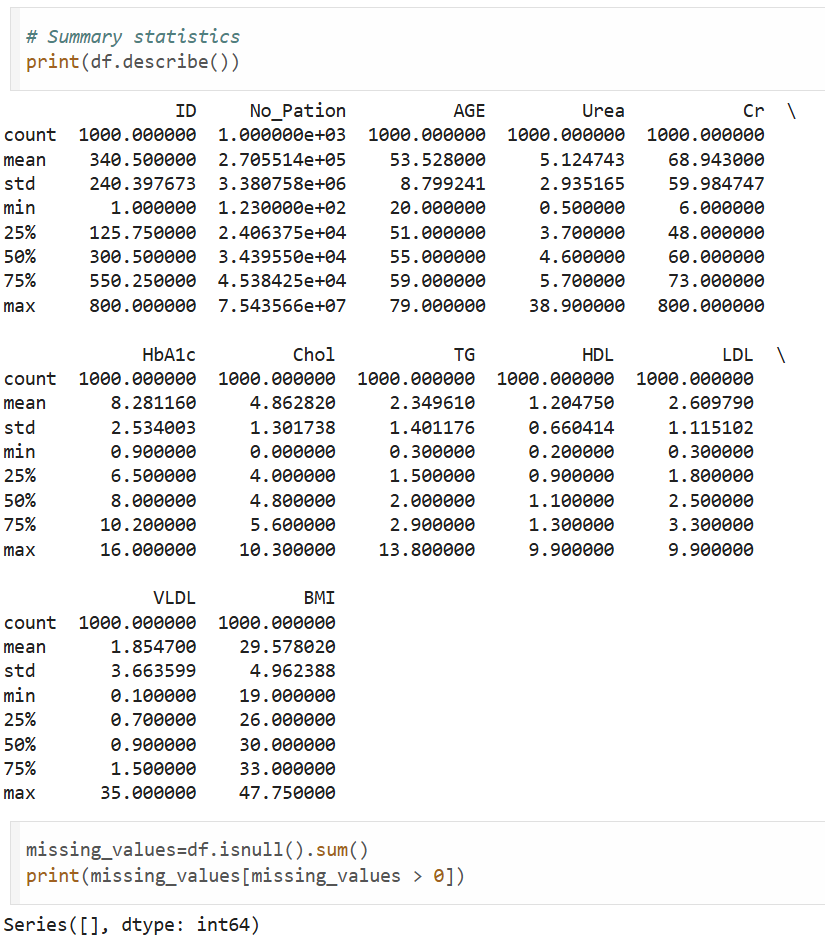 # Summary statistics
print(df.describe())
                ID     No_Pation          AGE         Urea           Cr  \
count  1000.000000  1.000000e+03  1000.000000  1000.000000  1000.000000
mean    340.500000  2.705514e+05    53.528000     5.124743    68.943000
std     240.397673  3.380758e+06     8.799241     2.935165    59.984747
min       1.000000  1.230000e+02    20.000000     0.500000     6.000000
25%     125.750000  2.406375e+04    51.000000     3.700000    48.000000
50%     300.500000  3.439550e+04    55.000000     4.600000    60.000000
75%     550.250000  4.538425e+04    59.000000     5.700000    73.000000
max     800.000000  7.543566e+07    79.000000    38.900000   800.000000
             HbA1c         Chol           TG          HDL          LDL  \
count  1000.000000  1000.000000  1000.000000  1000.000000  1000.000000
mean      8.281160     4.862820     2.349610     1.204750     2.609790
std       2.534003     1.301738     1.401176     0.660414     1.115102
min       0.900000     0.000000     0.300000     0.200000     0.300000
25%       6.500000     4.000000     1.500000     0.900000     1.800000
50%       8.000000     4.800000     2.000000     1.100000     2.500000
75%      10.200000     5.600000     2.900000     1.300000     3.300000
max      16.000000    10.300000    13.800000     9.900000     9.900000
              VLDL          BMI
count  1000.000000  1000.000000
mean      1.854700    29.578020
std       3.663599     4.962388
min       0.100000    19.000000
25%       0.700000    26.000000
50%       0.900000    30.000000
75%       1.500000    33.000000
max      35.000000    47.750000
missing_values=df.isnull().sum()
print(missing_values[missing_values > 0])
Series([], dtype: int64)